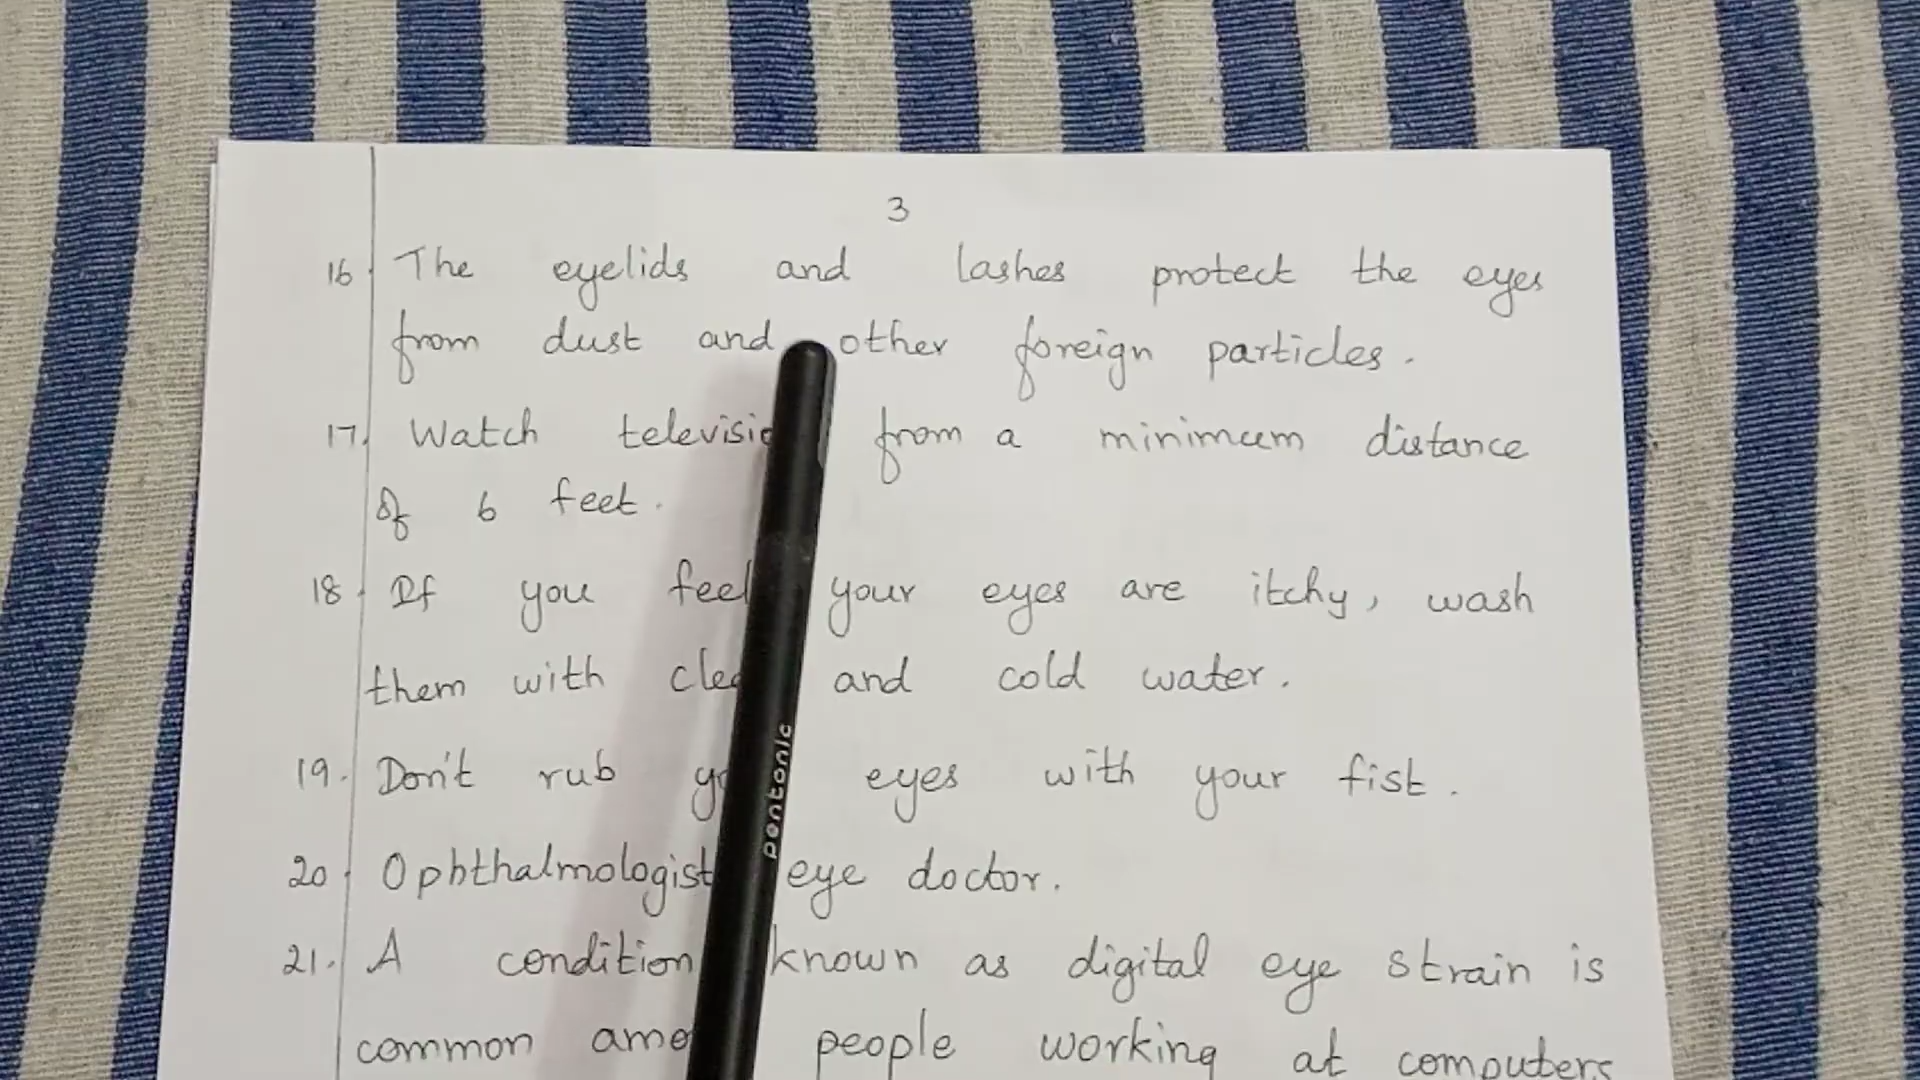 3
16. The eyelids and lashes protect the eyes
from dust and other foreign particles.
17. Watch from a minimum distance
of 6 feet.
18. If you feel your eyes are itchy, wash
them with and cold water.
19. Don't rub eyes with your fist.
20. Ophthalmologist eye doctor.
21. A condition known as digital eye strain is
common people working at computers
pentonic